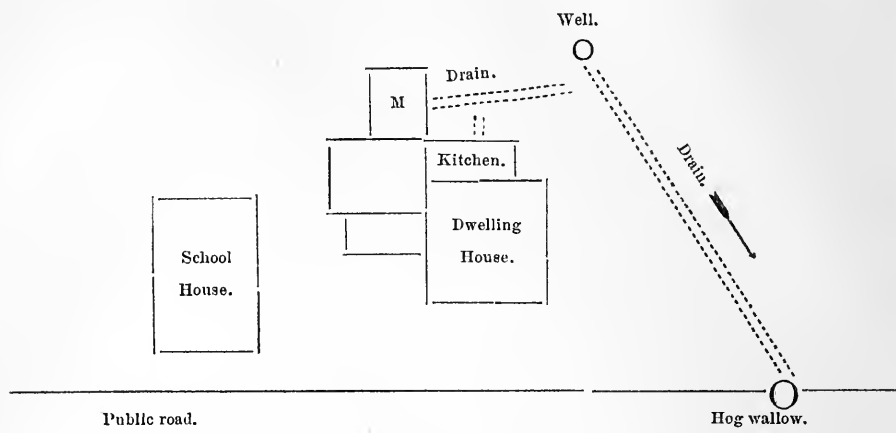 Well.
Drain.
M
Kitchen.
Drain.
Dwelling
House.
School
House.
Public road.
Hog wallow.